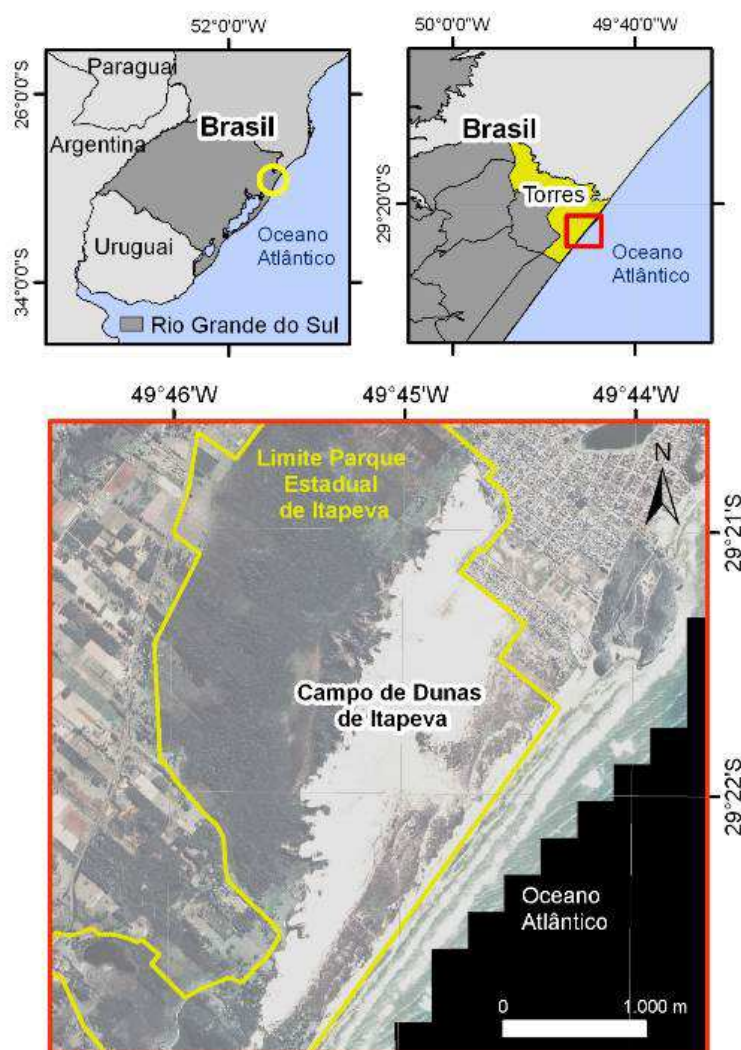 52°0'0"W
26°0'0"S
34°0'0"S
Paraguai
Brasil
Argentina
Uruguai
Oceano
Atlântico
Rio Grande do Sul
50°0'0"W
49°40'0"W
29°20'0"S
Brasil
Torres
Oceano
Atlântico
49°46'W
49°45'W
49°44'W
Limite Parque
Estadual
de Itapeva
N
29°21'S
Campo de Dunas
de Itapeva
29°22'S
Oceano
Atlântico
0
1.000 m